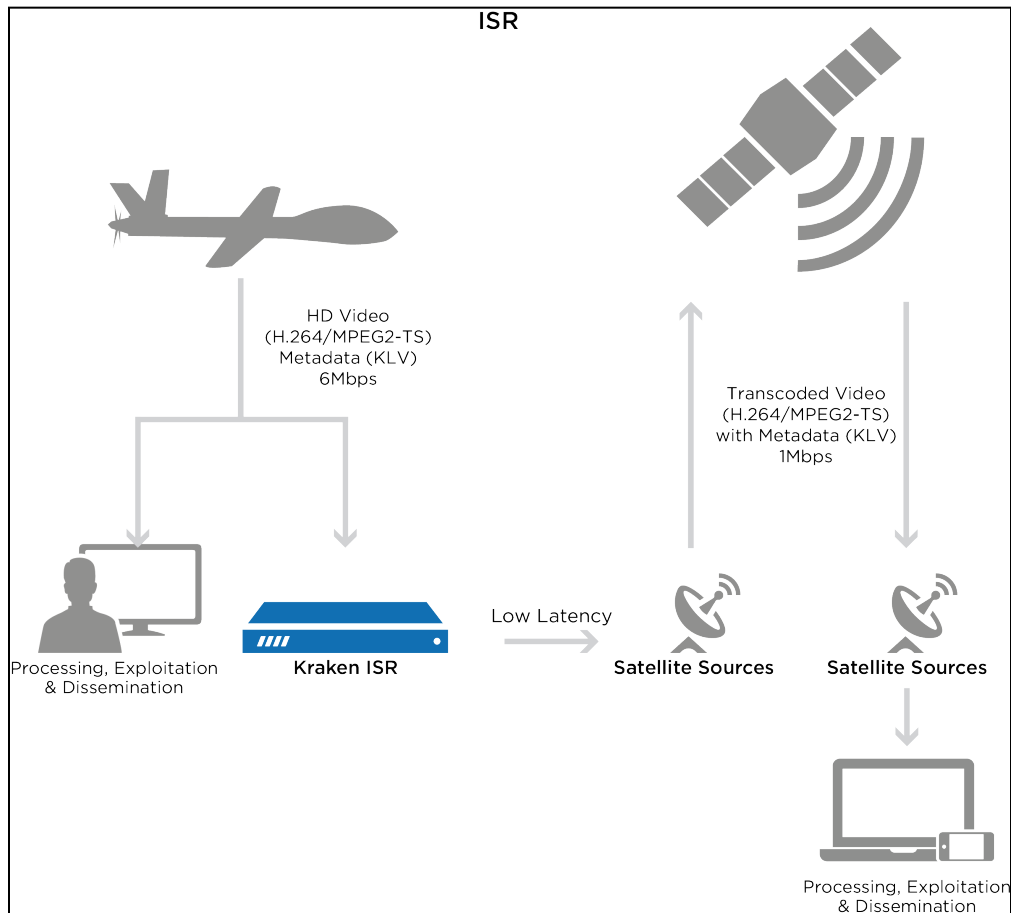 ISR
HD Video
(H.264/MPEG2-TS)
Metadata (KLV)
6Mbps
Transcoded Video
(H.264/MPEG2-TS)
with Metadata (KLV)
1Mbps
Low Latency
Processing, Exploitation
& Dissemination
Kraken ISR
Satellite Sources
Satellite Sources
Processing, Exploitation
& Dissemination